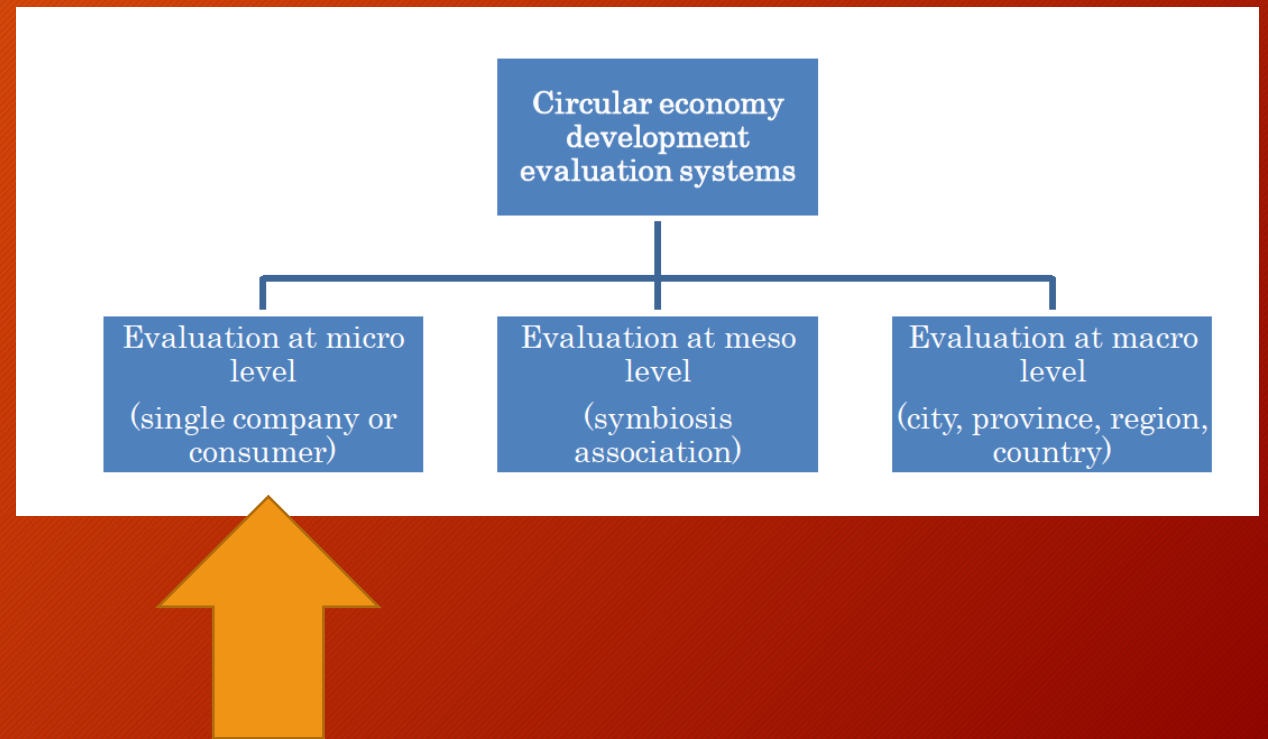 Circular economy
development
evaluation systems
Evaluation at micro
level
(single company or
consumer)
Evaluation at meso
level
(symbiosis
association)
Evaluation at macro
level
(city, province, region,
country)